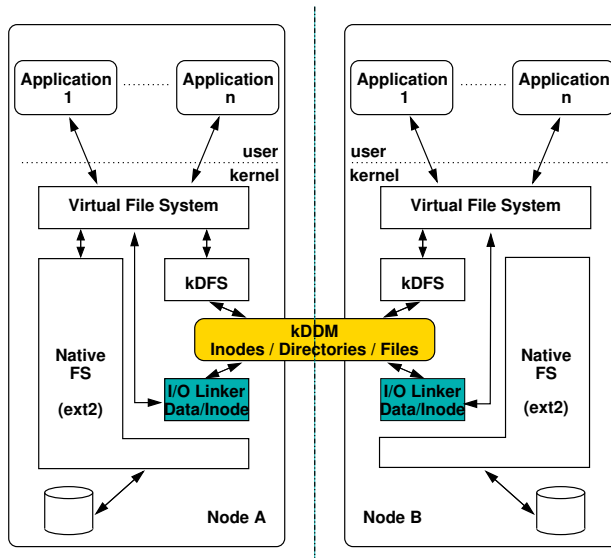 Application
1
Application
n
Application
1
Application
n
user
kernel
user
kernel
Virtual File System
Virtual File System
kDFS
kDFS
kDDM
Inodes / Directories / Files
Native
FS
(ext2)
I/O Linker
Data/Inode
I/O Linker
Data/Inode
Native
FS
(ext2)
Node A
Node B